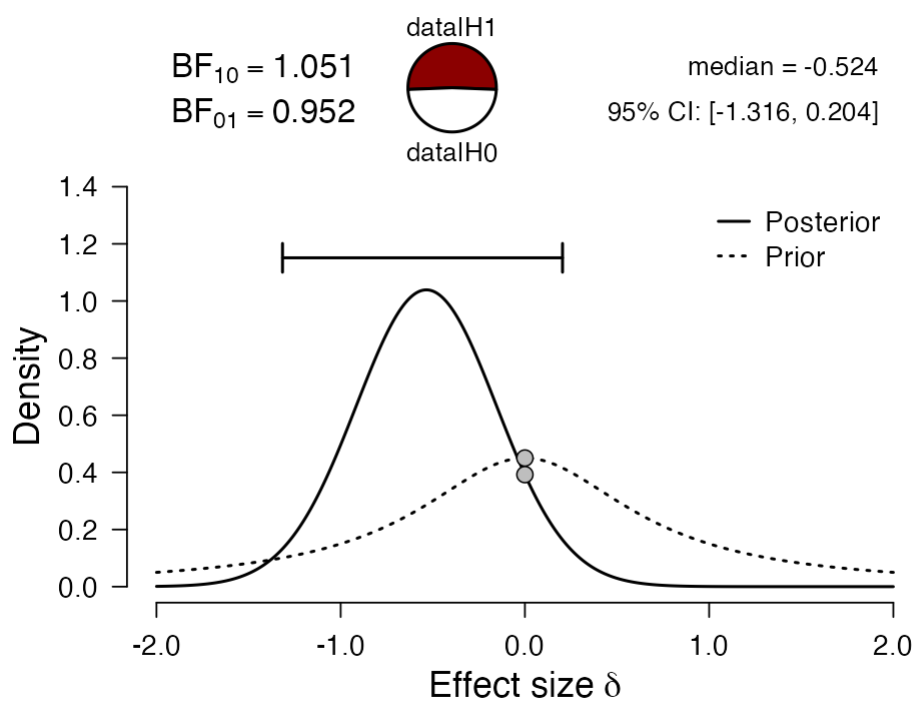 data|H1
BF10 = 1.051
BF01 = 0.952
data|H0
median = -0.524
95% CI: [-1.316, 0.204]
Posterior
Prior
Density
1.4
1.2
1.0
0.8
0.6
0.4
0.2
0.0
-2.0 -1.0 0.0 1.0 2.0
Effect size δ